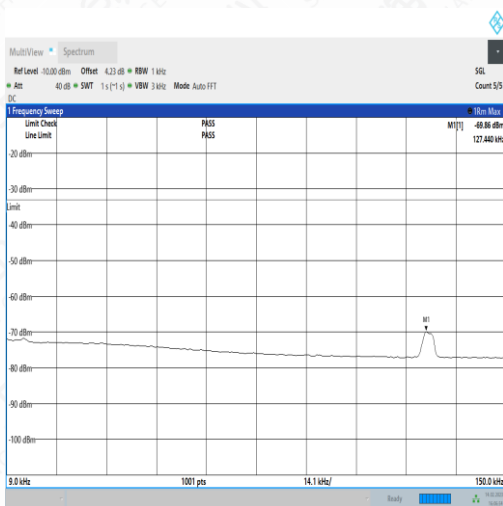 MultiView Spectrum
Ref Level -10.00 dBm Offset 4.23 dB RBW 1 kHz SGL
Att 40 dB SWT 1 s (~1 s) VBW 3 kHz Mode Auto FFT Count 5/5
DC
1 Frequency Sweep 1Rm Max
Limit Check PASS M1[1] -69.86 dBm
Line Limit PASS 127.440 kHz
-20 dBm
-30 dBm
Limit
-40 dBm
-50 dBm
-60 dBm
M1
-70 dBm
-80 dBm
-90 dBm
-100 dBm
9.0 kHz 1001 pts 14.1 kHz/ 150.0 kHz
Ready